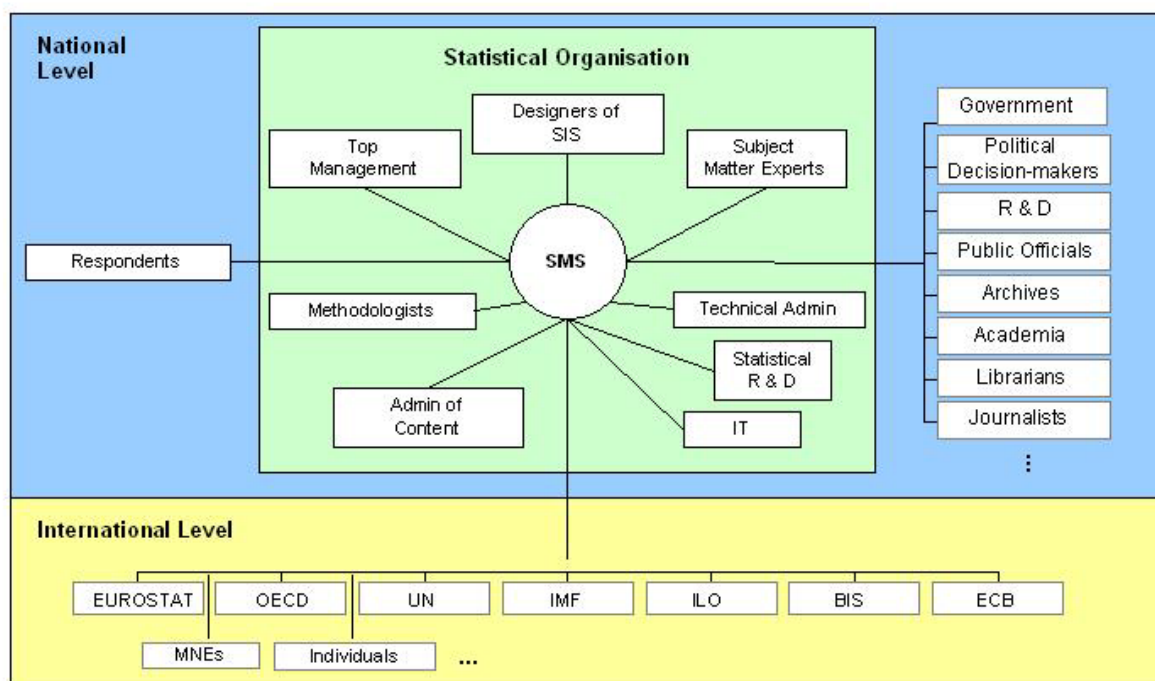 National
Level
Statistical Organisation
Designers of
SIS
Top
Management
Subject
Matter Experts
Respondents
SMS
Methodologists
Technical Admin
Statistical
R & D
Admin of
Content
IT
Government
Political
Decision-makers
R & D
Public Officials
Archives
Academia
Librarians
Journalists
...
International Level
EUROSTAT
OECD
UN
IMF
ILO
BIS
ECB
MNEs
Individuals
...